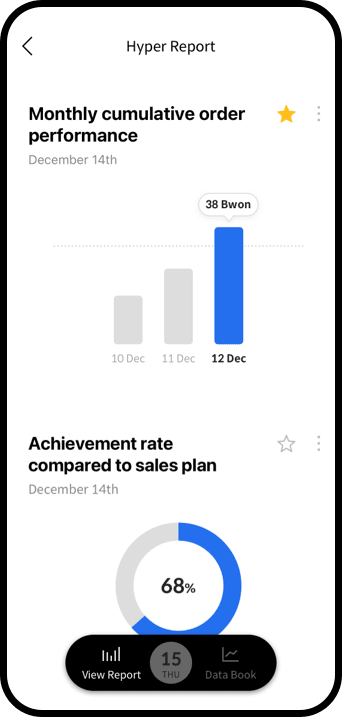 Hyper Report
Monthly cumulative order
performance
December 14th
38 Bwon
10 Dec
11 Dec
12 Dec
Achievement rate
compared to sales plan
December 14th
68%
View Report
15
THU
Data Book